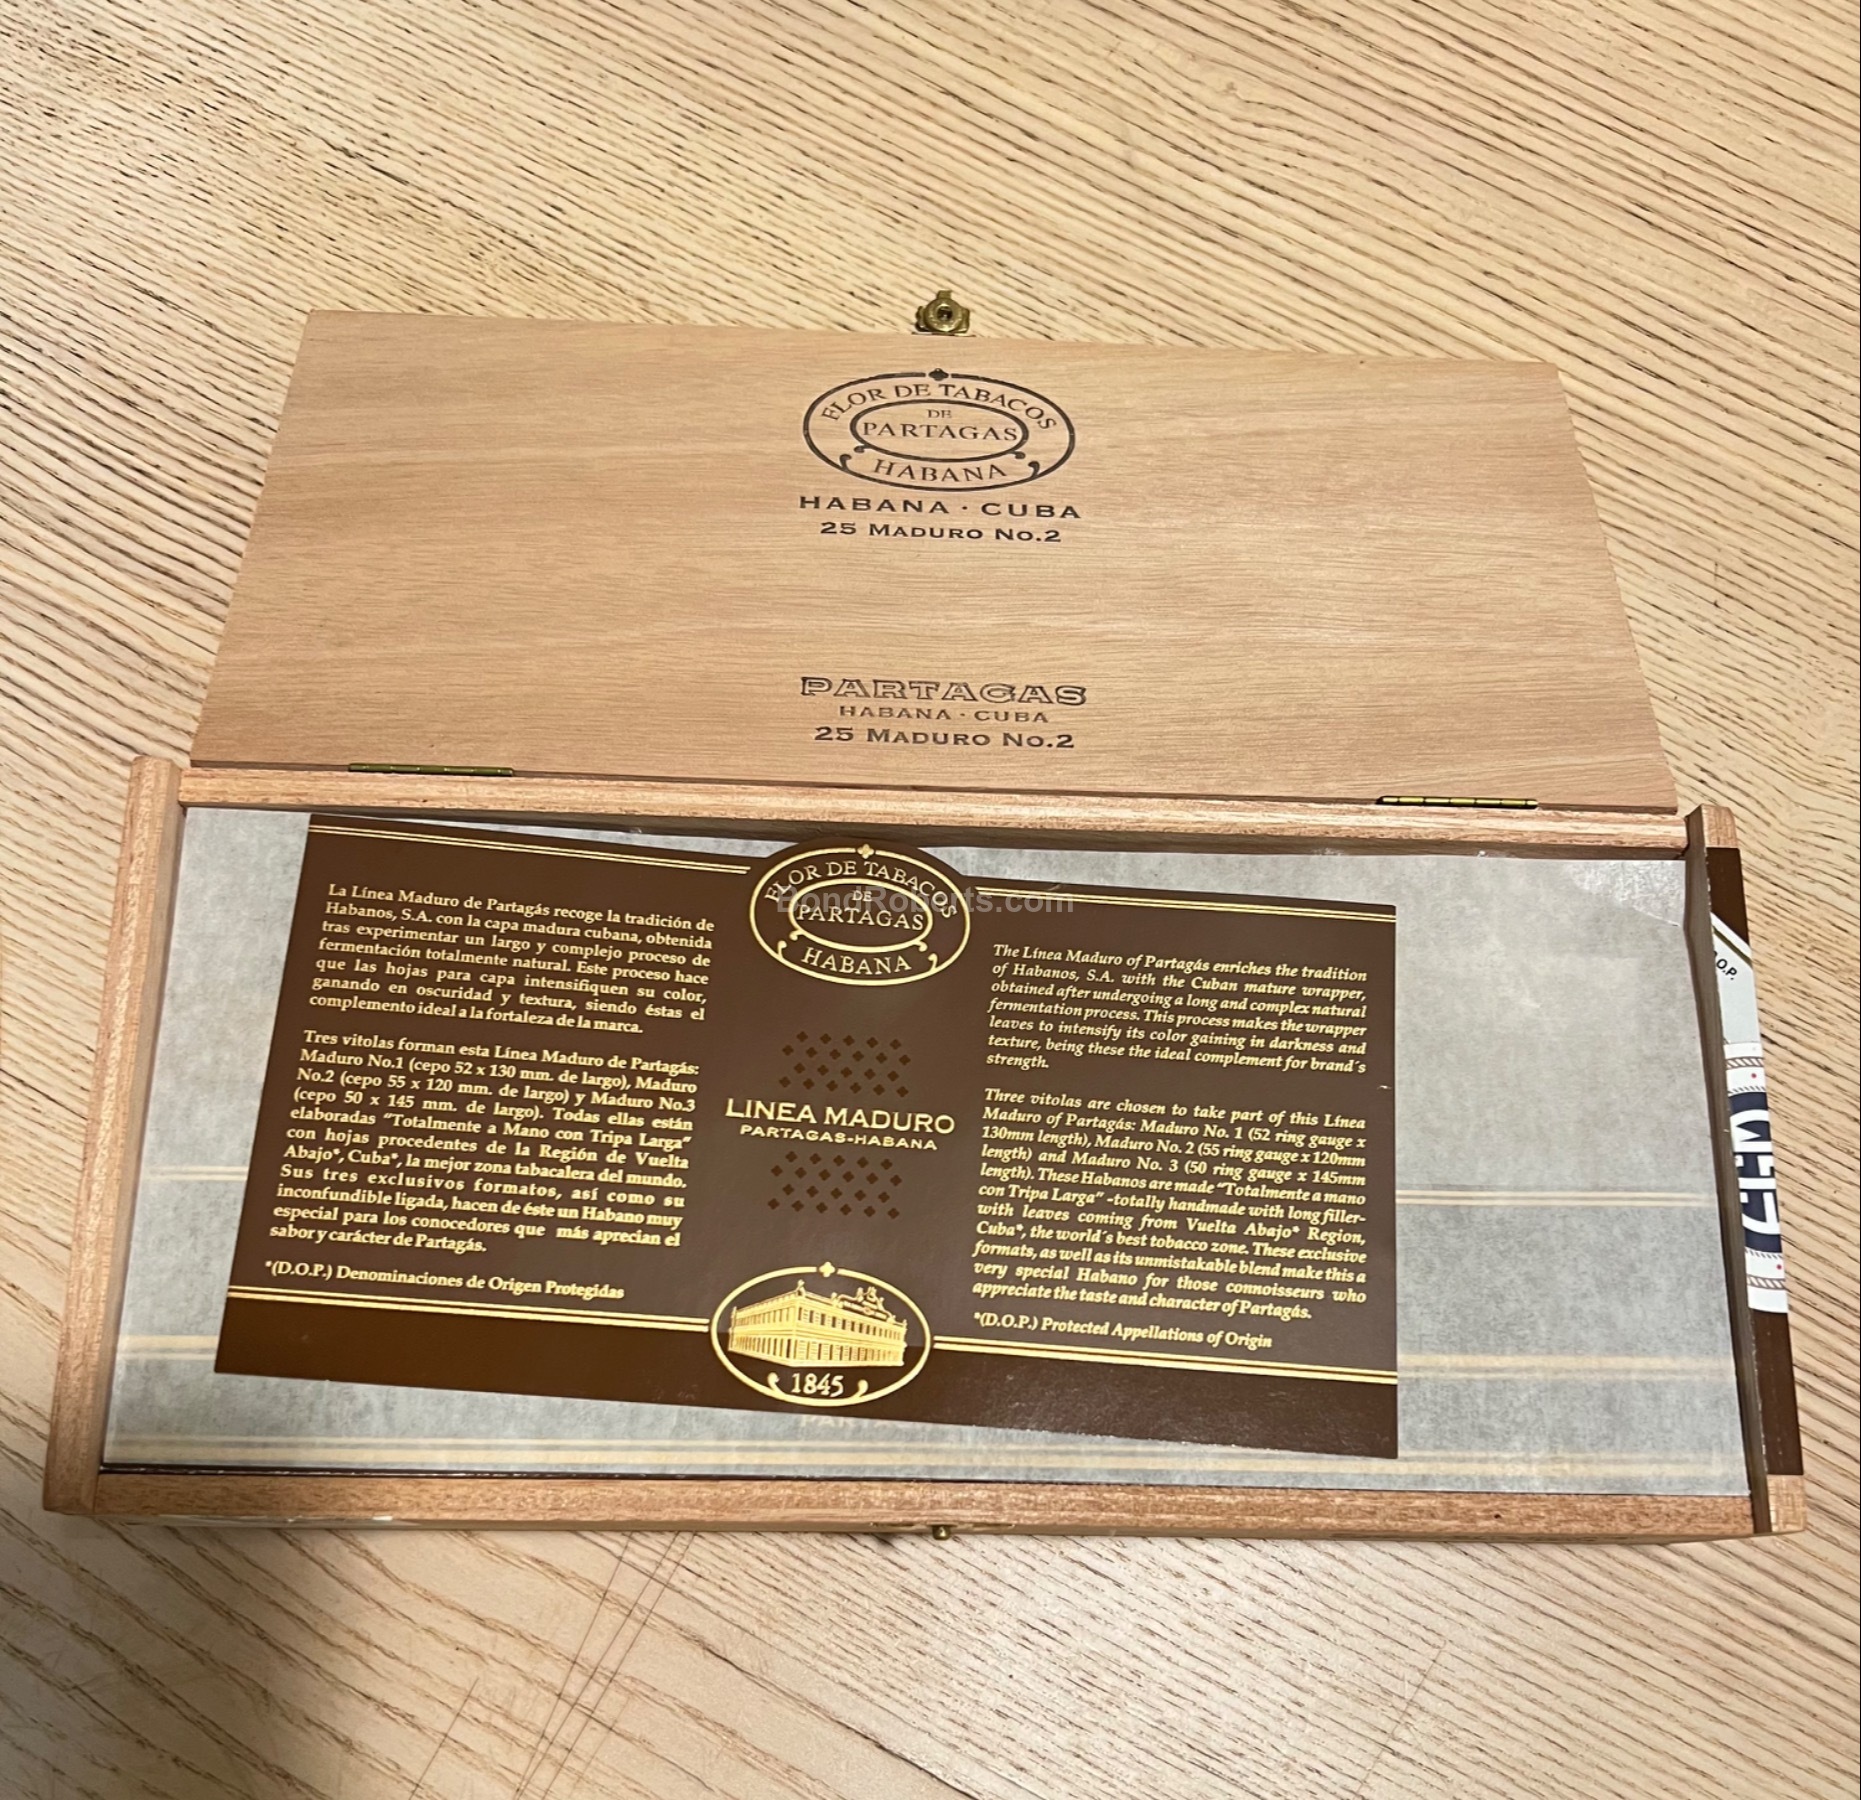 FLOR DE TABACOS
DE
PARTAGAS
HABANA
HABANA · CUBA
25 MADURO No.2
PARTAGAS
HABANA · CUBA
25 MADURO No.2
FLOR DE TABACOS
DE
PARTAGAS
HABANA
BondRoberts.com
La Línea Maduro de Partagás recoge la tradición de
Habanos, S.A. con la capa madura cubana, obtenida
tras experimentar un largo y complejo proceso de
fermentación totalmente natural. Este proceso hace
que las hojas para capa intensifiquen su color,
ganando en oscuridad y textura, siendo éstas el
complemento ideal a la fortaleza de la marca.
Tres vitolas forman esta Línea Maduro de Partagás:
Maduro No.1 (cepo 52 x 130 mm. de largo), Maduro
No.2 (cepo 55 x 120 mm. de largo) y Maduro No.3
(cepo 50 x 145 mm. de largo). Todas ellas están
elaboradas "Totalmente a Mano con Tripa Larga"
con hojas procedentes de la Región de Vuelta
Abajo*, Cuba*, la mejor zona tabacalera del mundo.
Sus tres exclusivos formatos, así como su
inconfundible ligada, hacen de éste un Habano muy
especial para los conocedores que más aprecian el
sabor y carácter de Partagás.
*(D.O.P.) Denominaciones de Origen Protegidas
LINEA MADURO
PARTAGAS-HABANA
1845
The Línea Maduro of Partagás enriches the tradition
of Habanos, S.A. with the Cuban mature wrapper,
obtained after undergoing a long and complex natural
fermentation process. This process makes the wrapper
leaves to intensify its color gaining in darkness and
texture, being these the ideal complement for brand´s
strength.
Three vitolas are chosen to take part of this Línea
Maduro of Partagás: Maduro No. 1 (52 ring gauge x
130mm length), Maduro No. 2 (55 ring gauge x 120mm
length) and Maduro No. 3 (50 ring gauge x 145mm
length). These Habanos are made "Totalmente a mano
con Tripa Larga" -totally handmade with long filler-
with leaves coming from Vuelta Abajo* Region,
Cuba*, the world´s best tobacco zone. These exclusive
formats, as well as its unmistakable blend make this a
very special Habano for those connoisseurs who
appreciate the taste and character of Partagás.
*(D.O.P.) Protected Appellations of Origin
O.P.